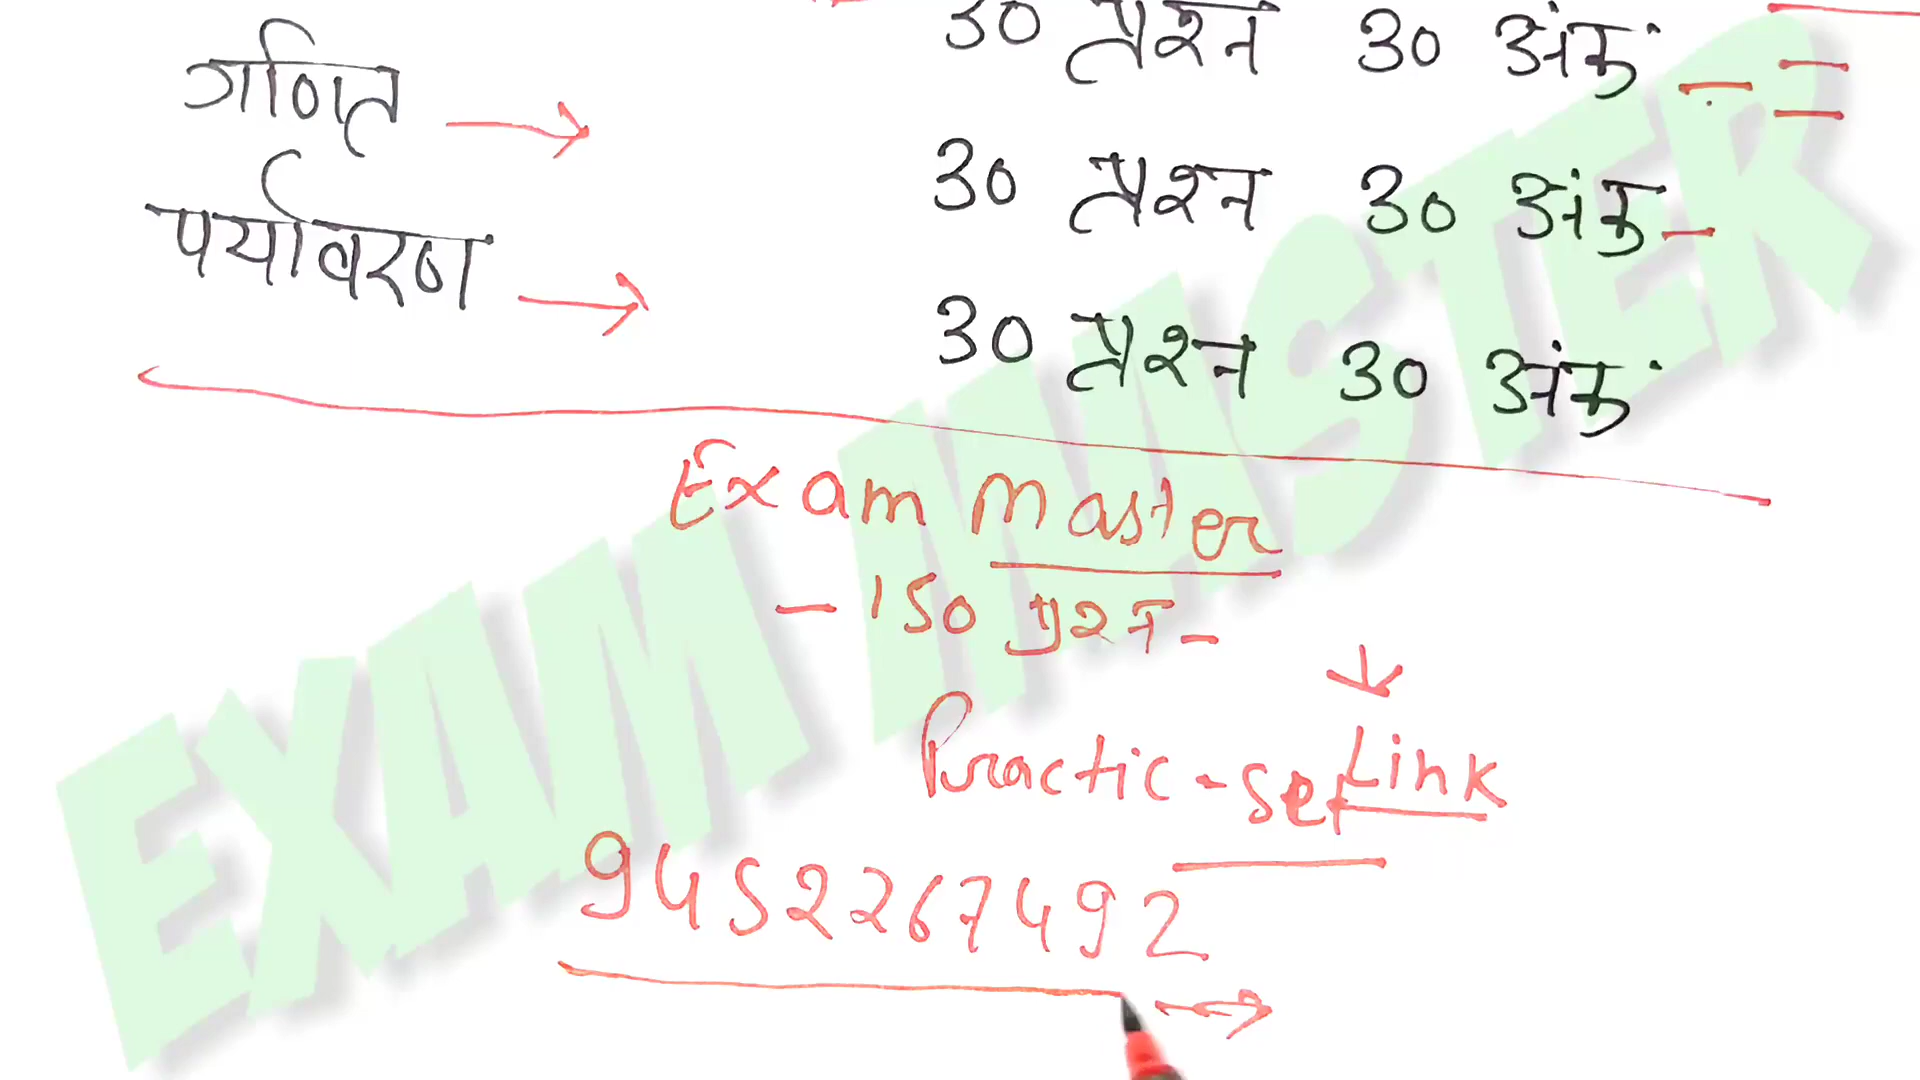 30 प्रश्न 30 अंक
गणित → 30 प्रश्न 30 अंक
पर्यावरण → 30 प्रश्न 30 अंक
Exam Master
- 150 प्रश्न -
Practic - set Link
9452267492 →
EXAM MASTER